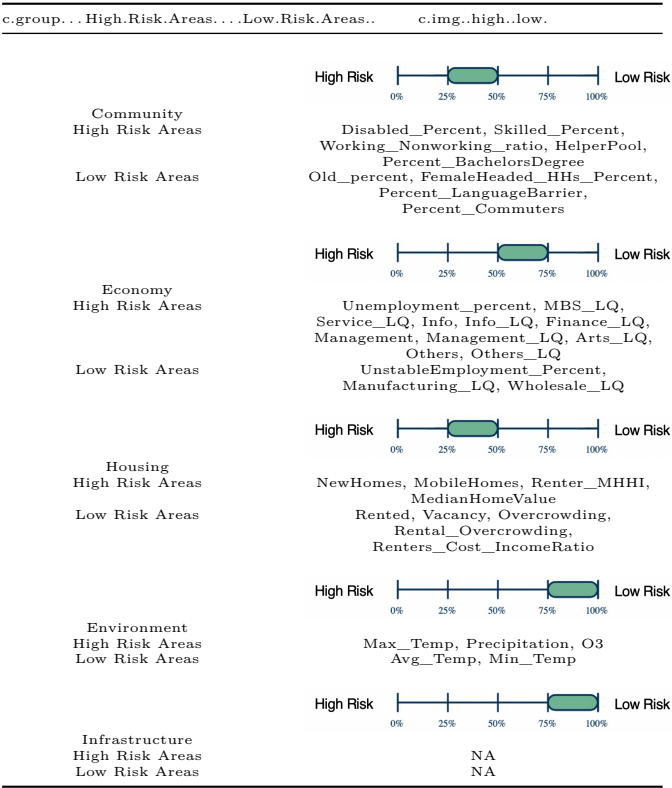 c.group...High.Risk.Areas....Low.Risk.Areas.. c.img..high..low.
High Risk Low Risk
0% 25% 50% 75% 100%
Community
High Risk Areas Disabled_Percent, Skilled_Percent,
Working_Nonworking_ratio, HelperPool,
Percent_BachelorsDegree
Low Risk Areas Old_percent, FemaleHeaded_HHs_Percent,
Percent_LanguageBarrier,
Percent_Commuters
High Risk Low Risk
0% 25% 50% 75% 100%
Economy
High Risk Areas Unemployment_percent, MBS_LQ,
Service_LQ, Info, Info_LQ, Finance_LQ,
Management, Management_LQ, Arts_LQ,
Others, Others_LQ
Low Risk Areas UnstableEmployment_Percent,
Manufacturing_LQ, Wholesale_LQ
High Risk Low Risk
0% 25% 50% 75% 100%
Housing
High Risk Areas NewHomes, MobileHomes, Renter_MHHI,
MedianHomeValue
Low Risk Areas Rented, Vacancy, Overcrowding,
Rental_Overcrowding,
Renters_Cost_IncomeRatio
High Risk Low Risk
0% 25% 50% 75% 100%
Environment
High Risk Areas Max_Temp, Precipitation, O3
Low Risk Areas Avg_Temp, Min_Temp
High Risk Low Risk
0% 25% 50% 75% 100%
Infrastructure
High Risk Areas NA
Low Risk Areas NA